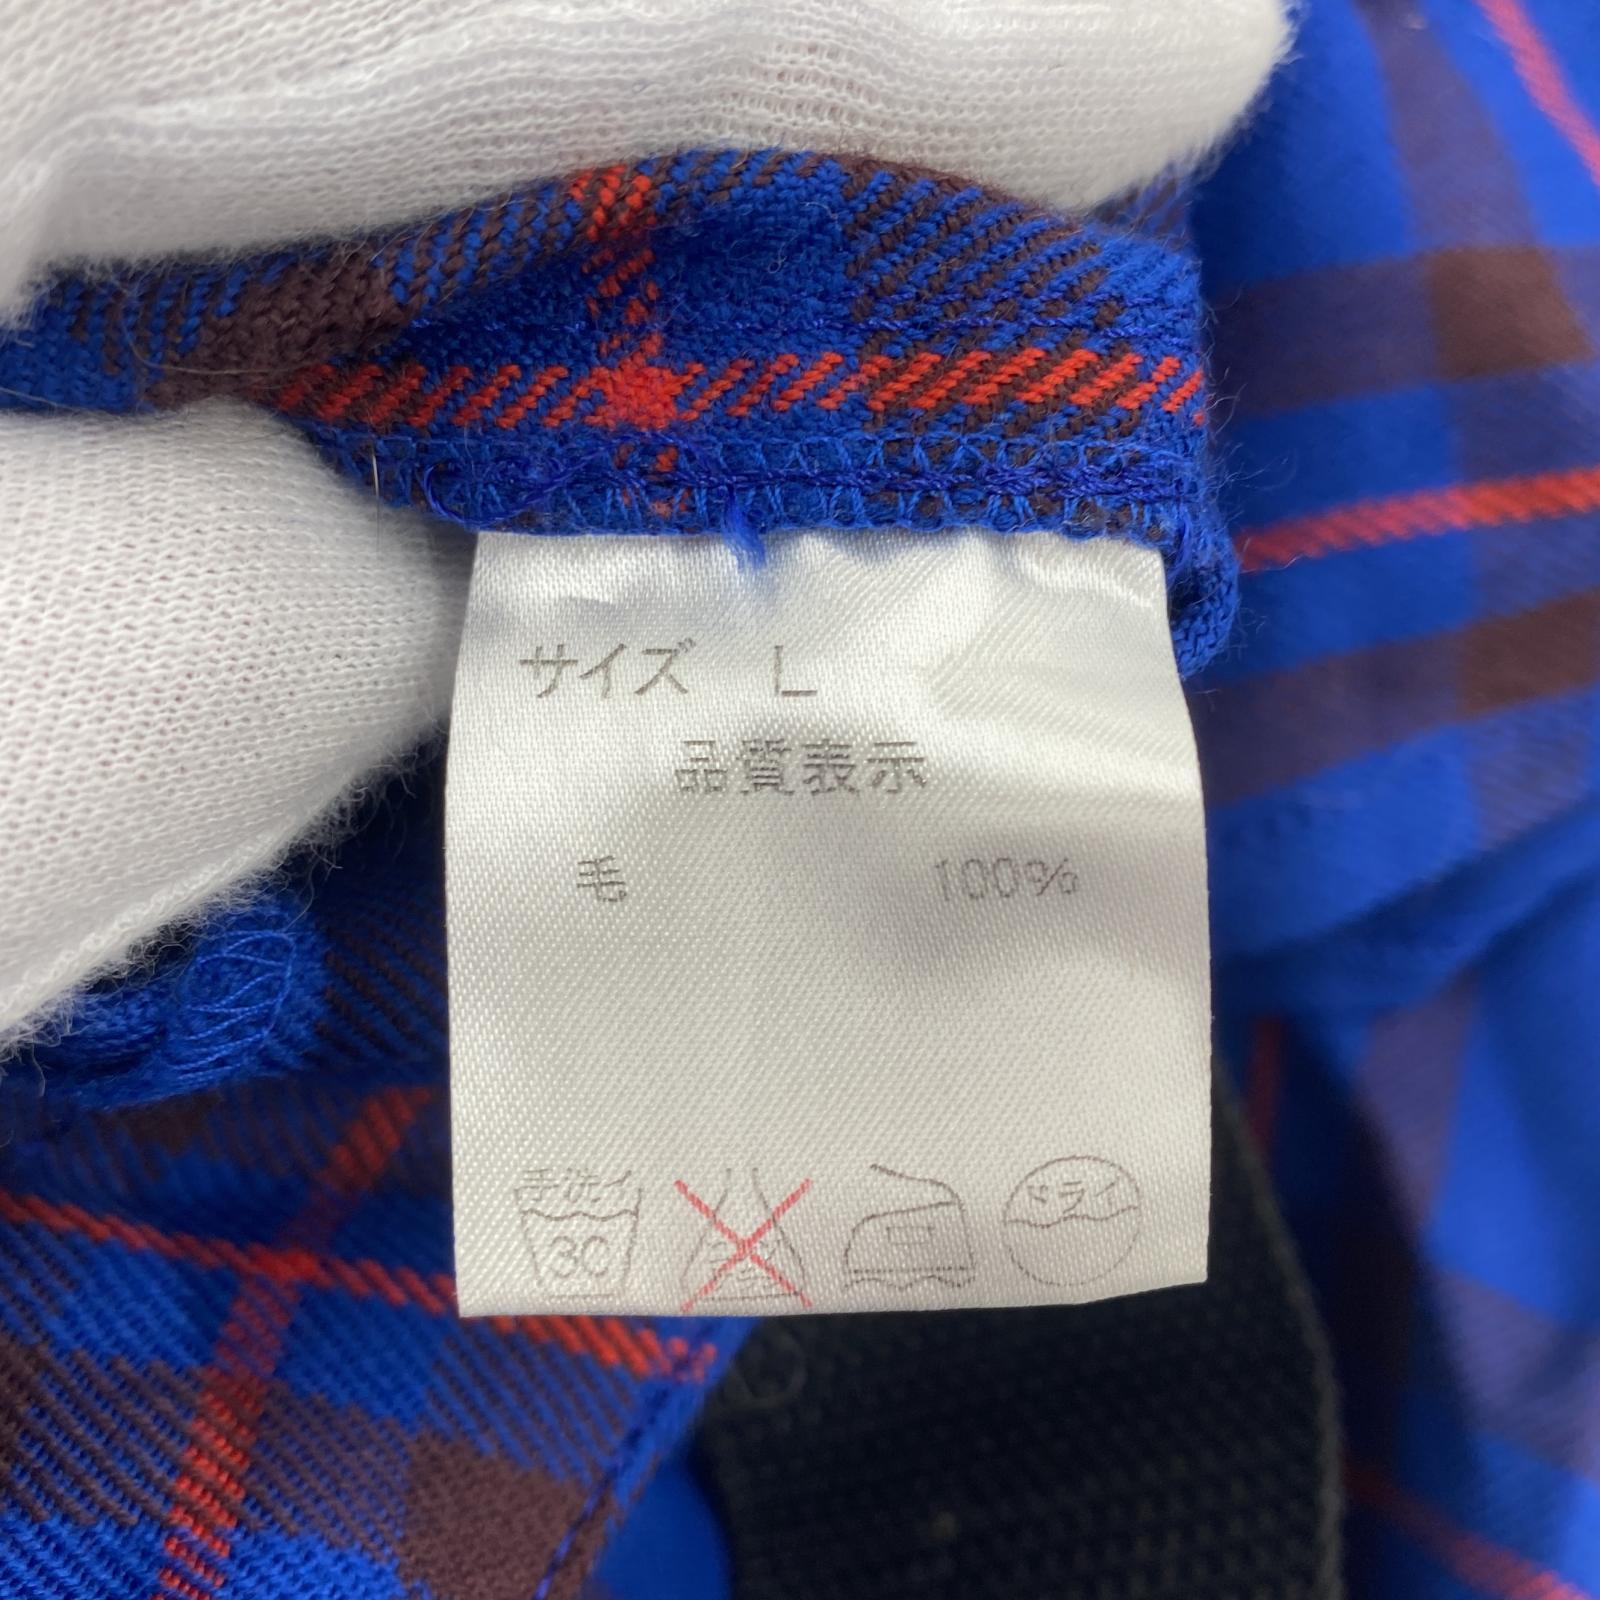 サイズ L
品質表示
毛 100%
手洗イ 30 ドライ